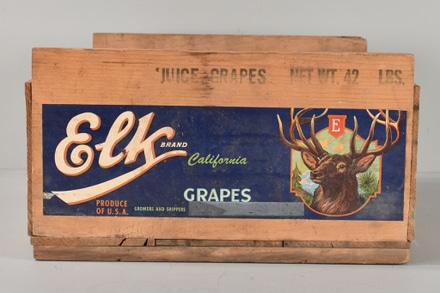 JUICE GRAPES NET WT. 42 LBS.
Elk BRAND
California
E
GRAPES
PRODUCE
OF U.S.A.
GROWERS AND SHIPPERS